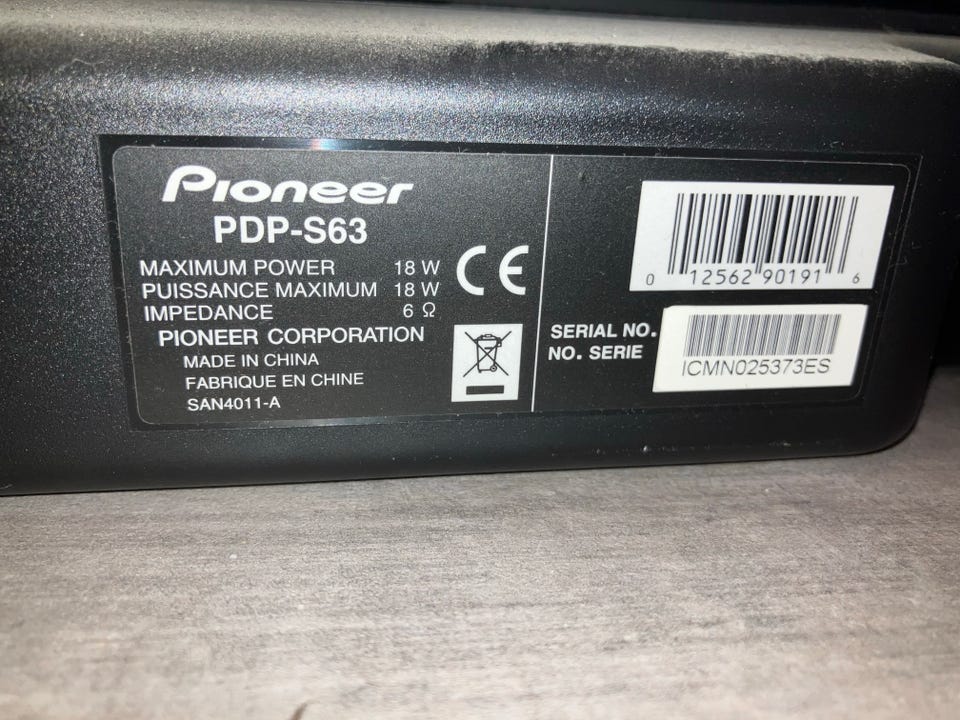 Pioneer
PDP-S63
MAXIMUM POWER 18 W
PUISSANCE MAXIMUM 18 W
IMPEDANCE 6 Ω
PIONEER CORPORATION
MADE IN CHINA
FABRIQUE EN CHINE
SAN4011-A
CE
0 12562 90191 6
SERIAL NO.
NO. SERIE
ICMN025373ES